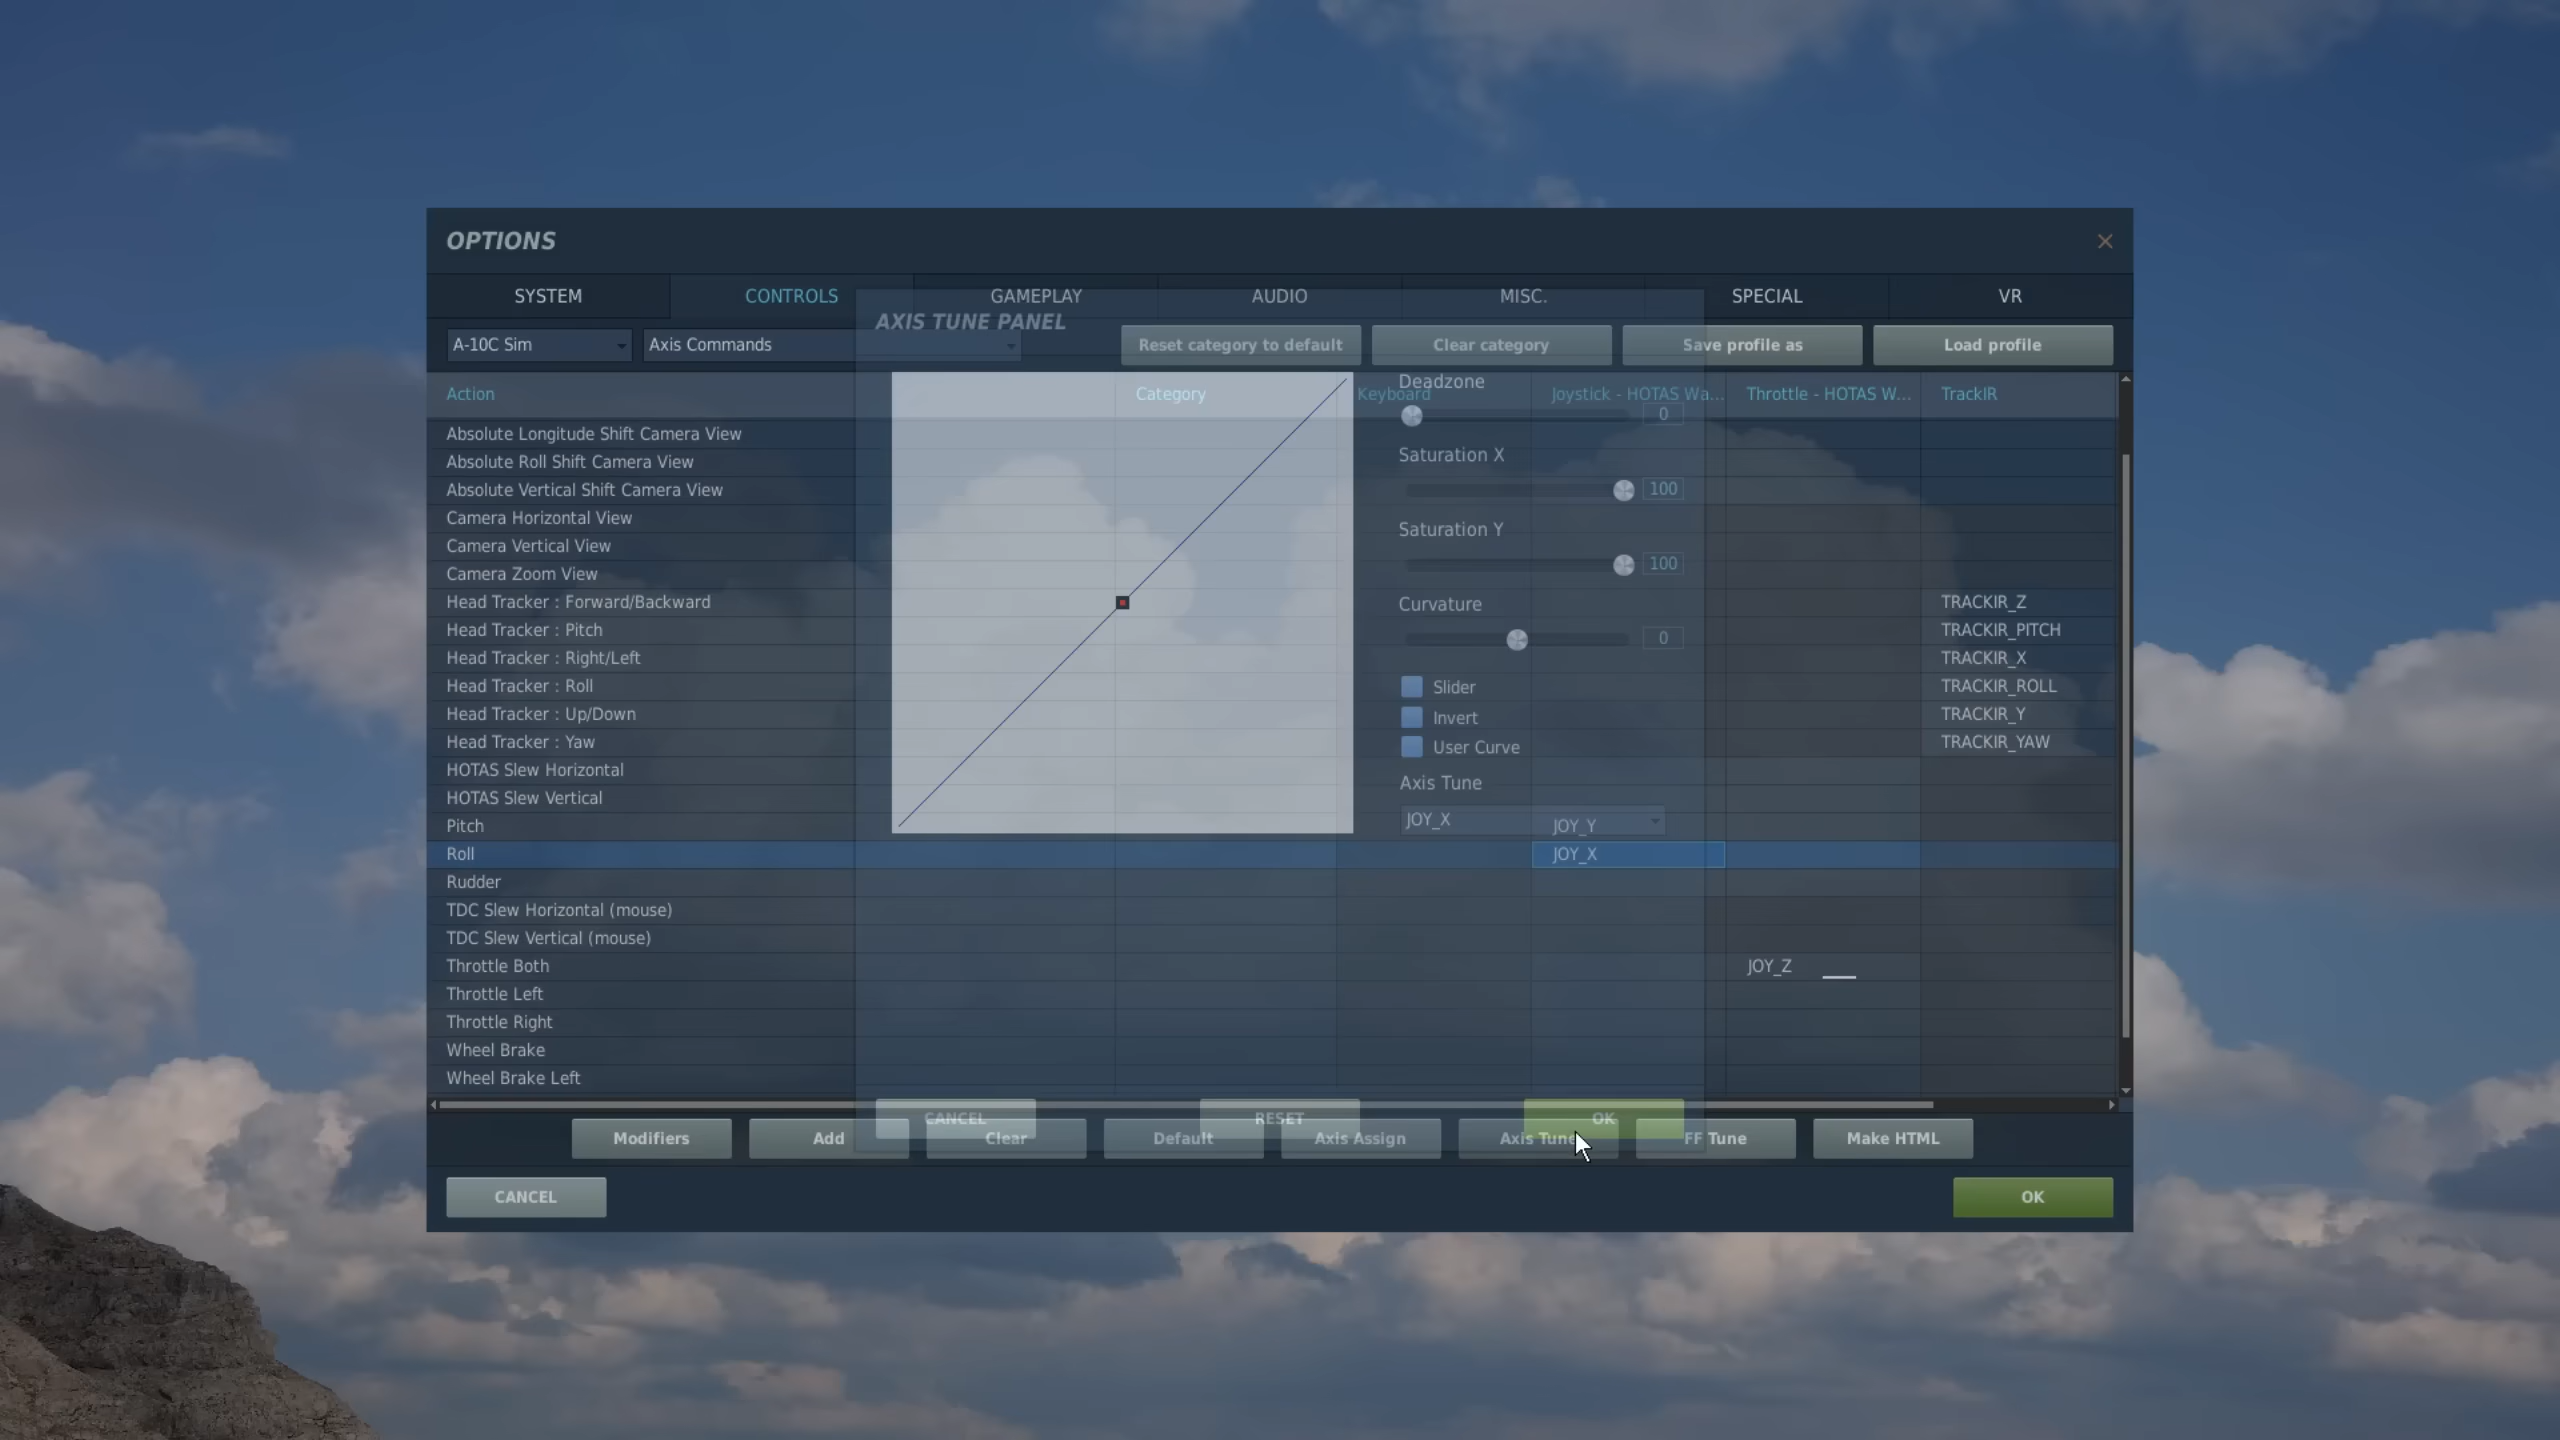 OPTIONS
SYSTEM CONTROLS GAMEPLAY AUDIO MISC. SPECIAL VR
AXIS TUNE PANEL
A-10C Sim Axis Commands Reset category to default Clear category Save profile as Load profile
Deadzone
Action Category Keyboard Joystick - HOTAS Wa... Throttle - HOTAS W... TrackIR
0
Absolute Longitude Shift Camera View
Absolute Roll Shift Camera View
Saturation X
Absolute Vertical Shift Camera View
100
Camera Horizontal View
Saturation Y
Camera Vertical View
100
Camera Zoom View
Head Tracker : Forward/Backward TRACKIR_Z
Curvature
Head Tracker : Pitch TRACKIR_PITCH
0
Head Tracker : Right/Left TRACKIR_X
Head Tracker : Roll TRACKIR_ROLL
Slider
Head Tracker : Up/Down TRACKIR_Y
Invert
Head Tracker : Yaw TRACKIR_YAW
User Curve
HOTAS Slew Horizontal
Axis Tune
HOTAS Slew Vertical
JOY_X
Pitch JOY_Y
Roll JOY_X
Rudder
TDC Slew Horizontal (mouse)
TDC Slew Vertical (mouse)
Throttle Both JOY_Z
Throttle Left
Throttle Right
Wheel Brake
Wheel Brake Left
CANCEL RESET OK
Modifiers Add Clear Default Axis Assign Axis Tune FF Tune Make HTML
CANCEL OK